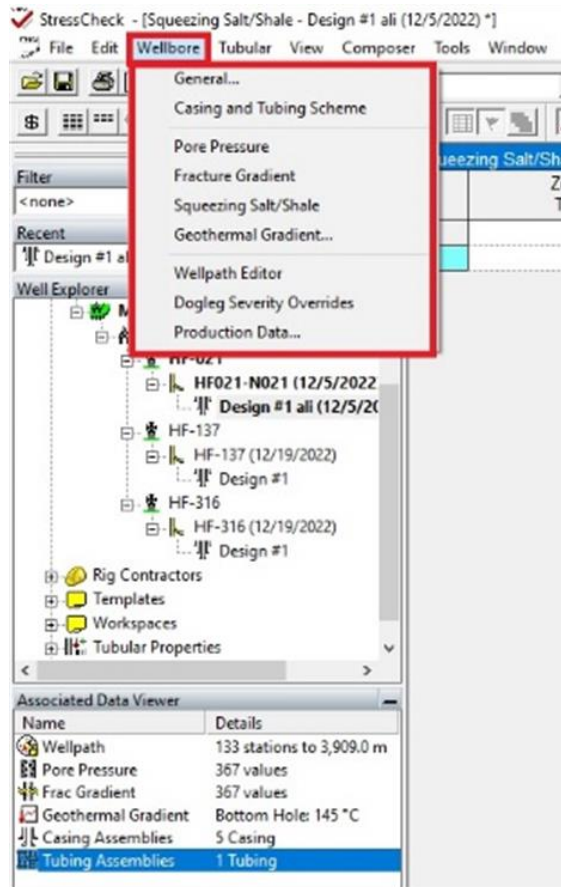 StressCheck - [Squeezing Salt/Shale - Design #1 ali (12/5/2022) *]
File Edit Wellbore Tubular View Composer Tools Window
General...
Casing and Tubing Scheme
Pore Pressure
Fracture Gradient
Squeezing Salt/Shale
Geothermal Gradient...
Wellpath Editor
Dogleg Severity Overrides
Production Data...
$
ueezing Salt/Sh
Z
T
Filter
<none>
Recent
Design #1 al
Well Explorer
M
HF-021
HF021-N021 (12/5/2022
Design #1 ali (12/5/20
HF-137
HF-137 (12/19/2022)
Design #1
HF-316
HF-316 (12/19/2022)
Design #1
Rig Contractors
Templates
Workspaces
Tubular Properties
Associated Data Viewer
Name Details
Wellpath 133 stations to 3,909.0 m
Pore Pressure 367 values
Frac Gradient 367 values
Geothermal Gradient Bottom Hole: 145 °C
Casing Assemblies 5 Casing
Tubing Assemblies 1 Tubing